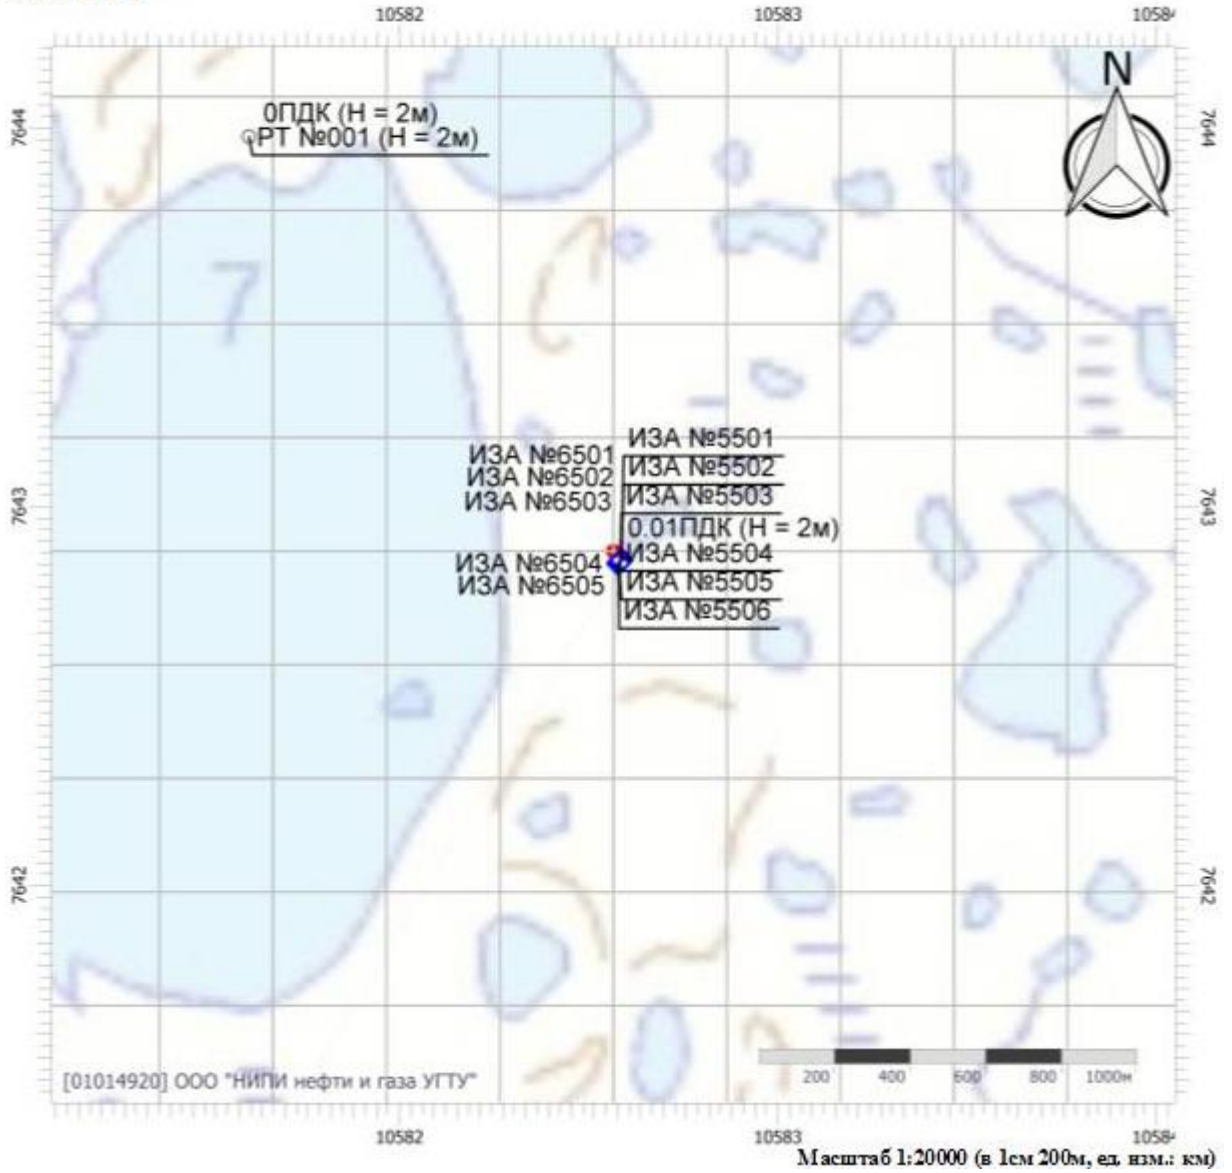 10582 10583 1058
N
7644 7644
0ПДК (Н = 2м)
РТ №001 (Н = 2м)
7
ИЗА №5501
ИЗА №6501
ИЗА №5502
ИЗА №6502
ИЗА №5503
ИЗА №6503
7643 7643
0.01ПДК (Н = 2м)
ИЗА №5504
ИЗА №6504
ИЗА №5505
ИЗА №6505
ИЗА №5506
7642 7642
[01014920] ООО "НИПИ нефти и газа УГТУ"
200 400 600 800 1000м
10582 10583 1058
Масштаб 1:20000 (в 1см 200м, ед. изм.: км)